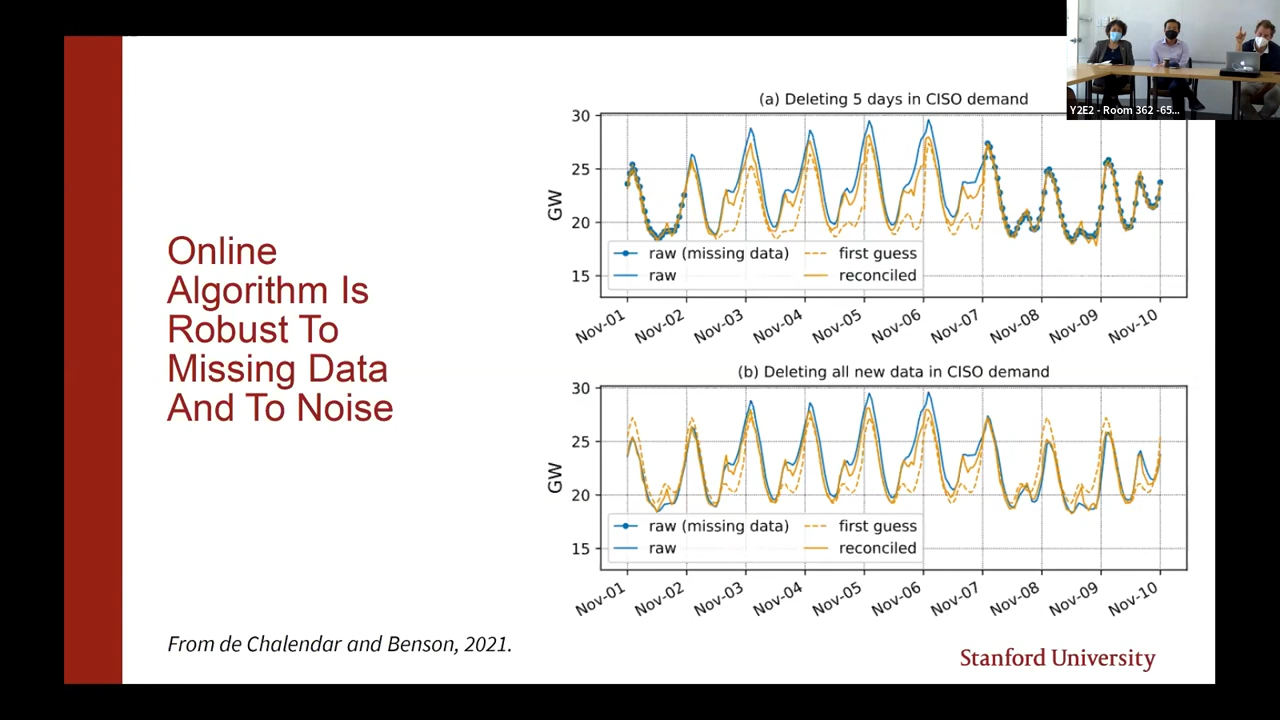 Y2E2 - Room 362 -65...
Online
Algorithm Is
Robust To
Missing Data
And To Noise
(a) Deleting 5 days in CISO demand
30
25
20
15
GW
raw (missing data)
first guess
raw
reconciled
Nov-01
Nov-02
Nov-03
Nov-04
Nov-05
Nov-06
Nov-07
Nov-08
Nov-09
Nov-10
(b) Deleting all new data in CISO demand
30
25
20
15
GW
raw (missing data)
first guess
raw
reconciled
Nov-01
Nov-02
Nov-03
Nov-04
Nov-05
Nov-06
Nov-07
Nov-08
Nov-09
Nov-10
From de Chalendar and Benson, 2021.
Stanford University